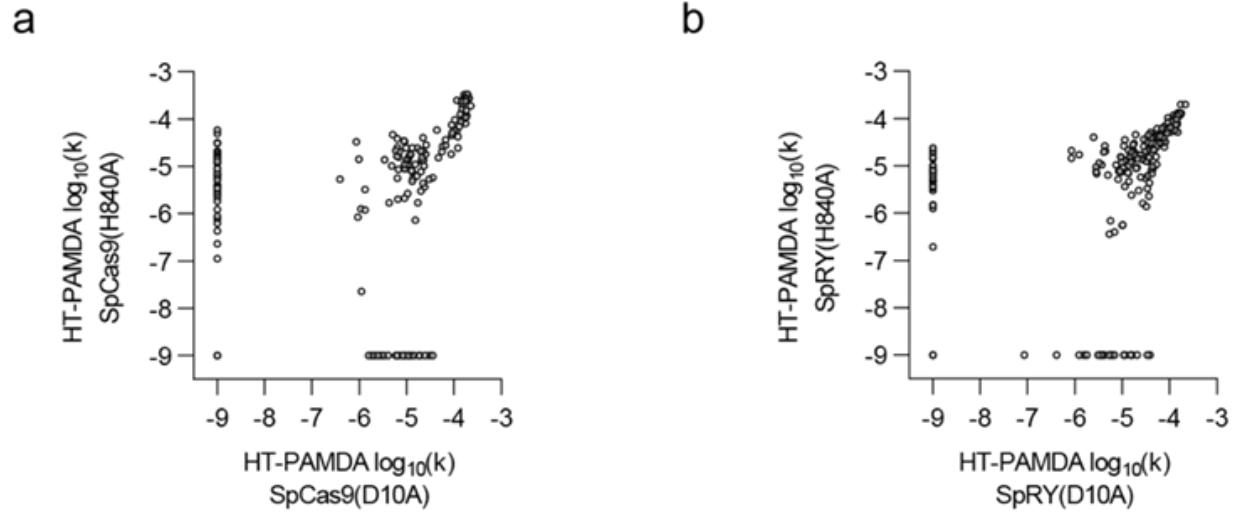 a
-3
-4
-5
-6
-7
-8
-9
HT-PAMDA log₁₀(k)
SpCas9(H840A)
-9 -8 -7 -6 -5 -4 -3
HT-PAMDA log₁₀(k)
SpCas9(D10A)
b
-3
-4
-5
-6
-7
-8
-9
HT-PAMDA log₁₀(k)
SpRY(H840A)
-9 -8 -7 -6 -5 -4 -3
HT-PAMDA log₁₀(k)
SpRY(D10A)